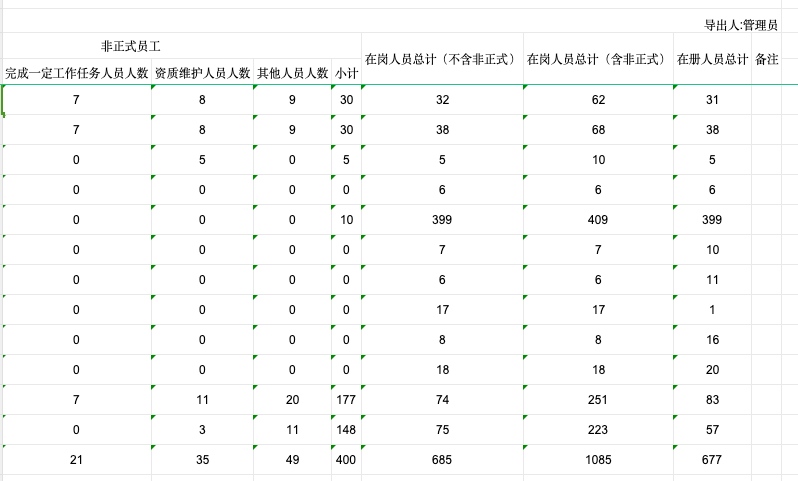 导出人:管理员
非正式员工
在岗人员总计（不含非正式） 在岗人员总计（含非正式） 在册人员总计 备注
完成一定工作任务人员人数 资质维护人员人数 其他人员人数 小计
7 8 9 30 32 62 31
7 8 9 30 38 68 38
0 5 0 5 5 10 5
0 0 0 0 6 6 6
0 0 0 10 399 409 399
0 0 0 0 7 7 10
0 0 0 0 6 6 11
0 0 0 0 17 17 1
0 0 0 0 8 8 16
0 0 0 0 18 18 20
7 11 20 177 74 251 83
0 3 11 148 75 223 57
21 35 49 400 685 1085 677